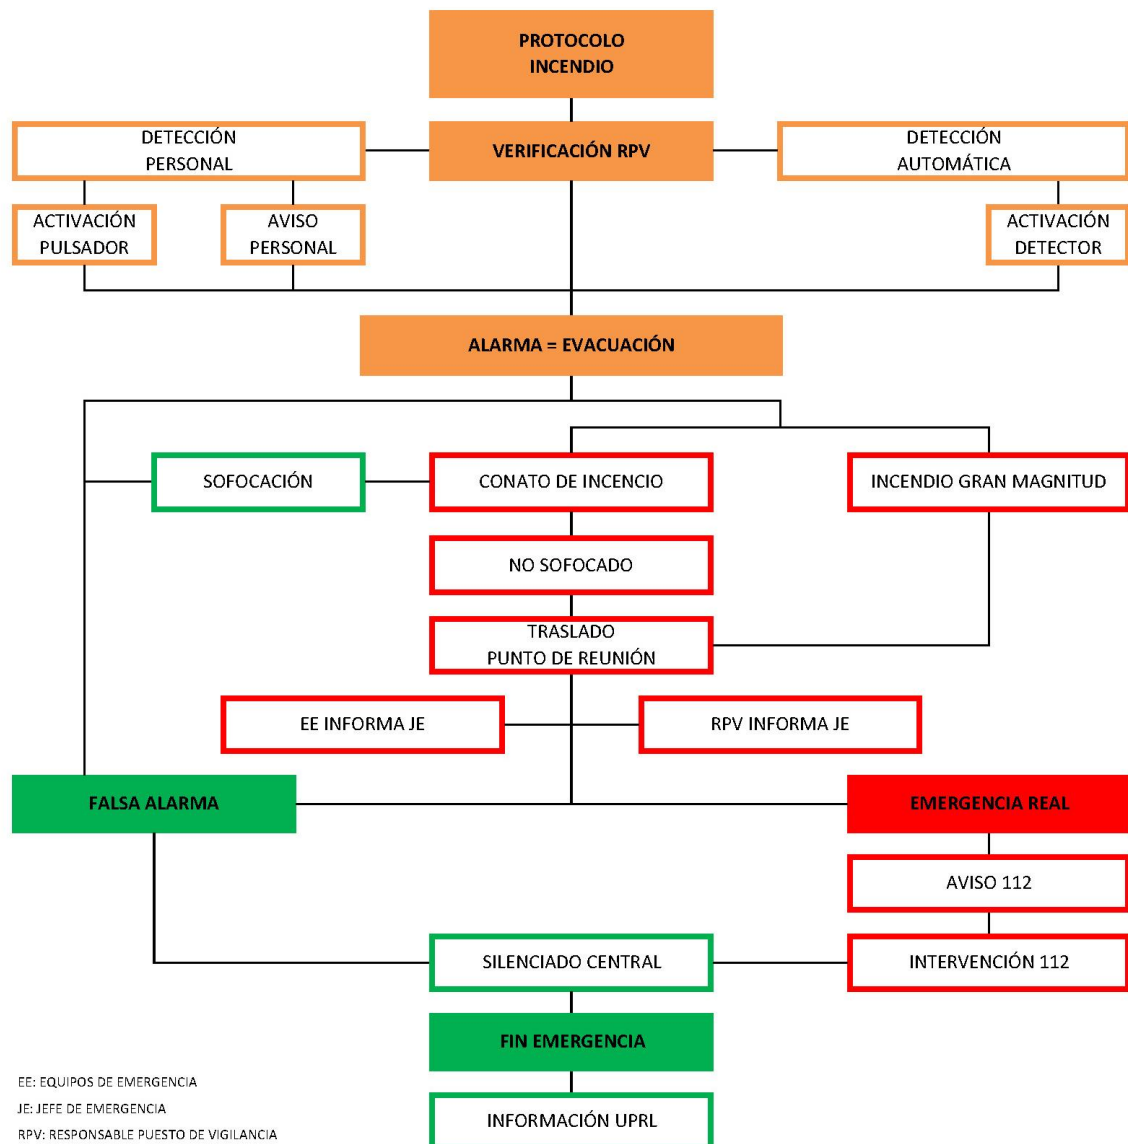 PROTOCOLO
INCENDIO
DETECCIÓN
PERSONAL
VERIFICACIÓN RPV
DETECCIÓN
AUTOMÁTICA
ACTIVACIÓN
PULSADOR
AVISO
PERSONAL
ACTIVACIÓN
DETECTOR
ALARMA = EVACUACIÓN
SOFOCACIÓN
CONATO DE INCENCIO
INCENDIO GRAN MAGNITUD
NO SOFOCADO
TRASLADO
PUNTO DE REUNIÓN
EE INFORMA JE
RPV INFORMA JE
FALSA ALARMA
EMERGENCIA REAL
AVISO 112
SILENCIADO CENTRAL
INTERVENCIÓN 112
FIN EMERGENCIA
INFORMACIÓN UPRL
EE: EQUIPOS DE EMERGENCIA
JE: JEFE DE EMERGENCIA
RPV: RESPONSABLE PUESTO DE VIGILANCIA